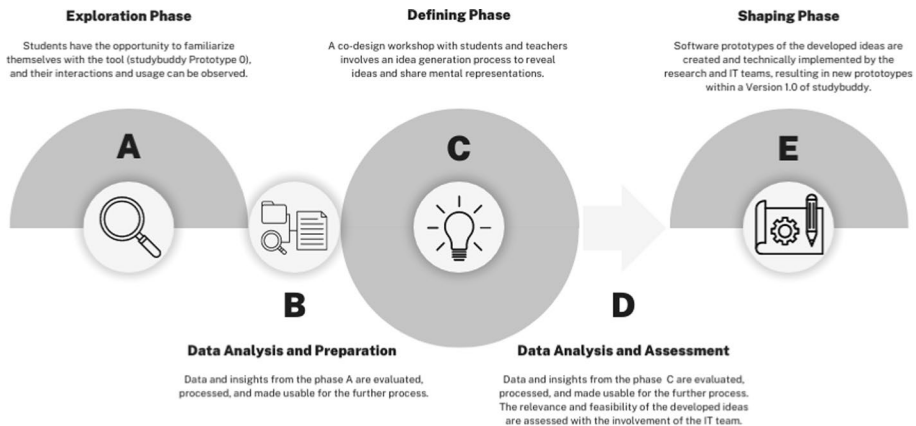 Exploration Phase
Students have the opportunity to familiarize
themselves with the tool (studybuddy Prototype 0),
and their interactions and usage can be observed.
A
B
Data Analysis and Preparation
Data and insights from the phase A are evaluated,
processed, and made usable for the further process.
Defining Phase
A co-design workshop with students and teachers
involves an idea generation process to reveal
ideas and share mental representations.
C
D
Data Analysis and Assessment
Data and insights from the phase C are evaluated,
processed, and made usable for the further process.
The relevance and feasibility of the developed ideas
are assessed with the involvement of the IT team.
Shaping Phase
Software prototypes of the developed ideas are
created and technically implemented by the
research and IT teams, resulting in new prototoypes
within a Version 1.0 of studybuddy.
E